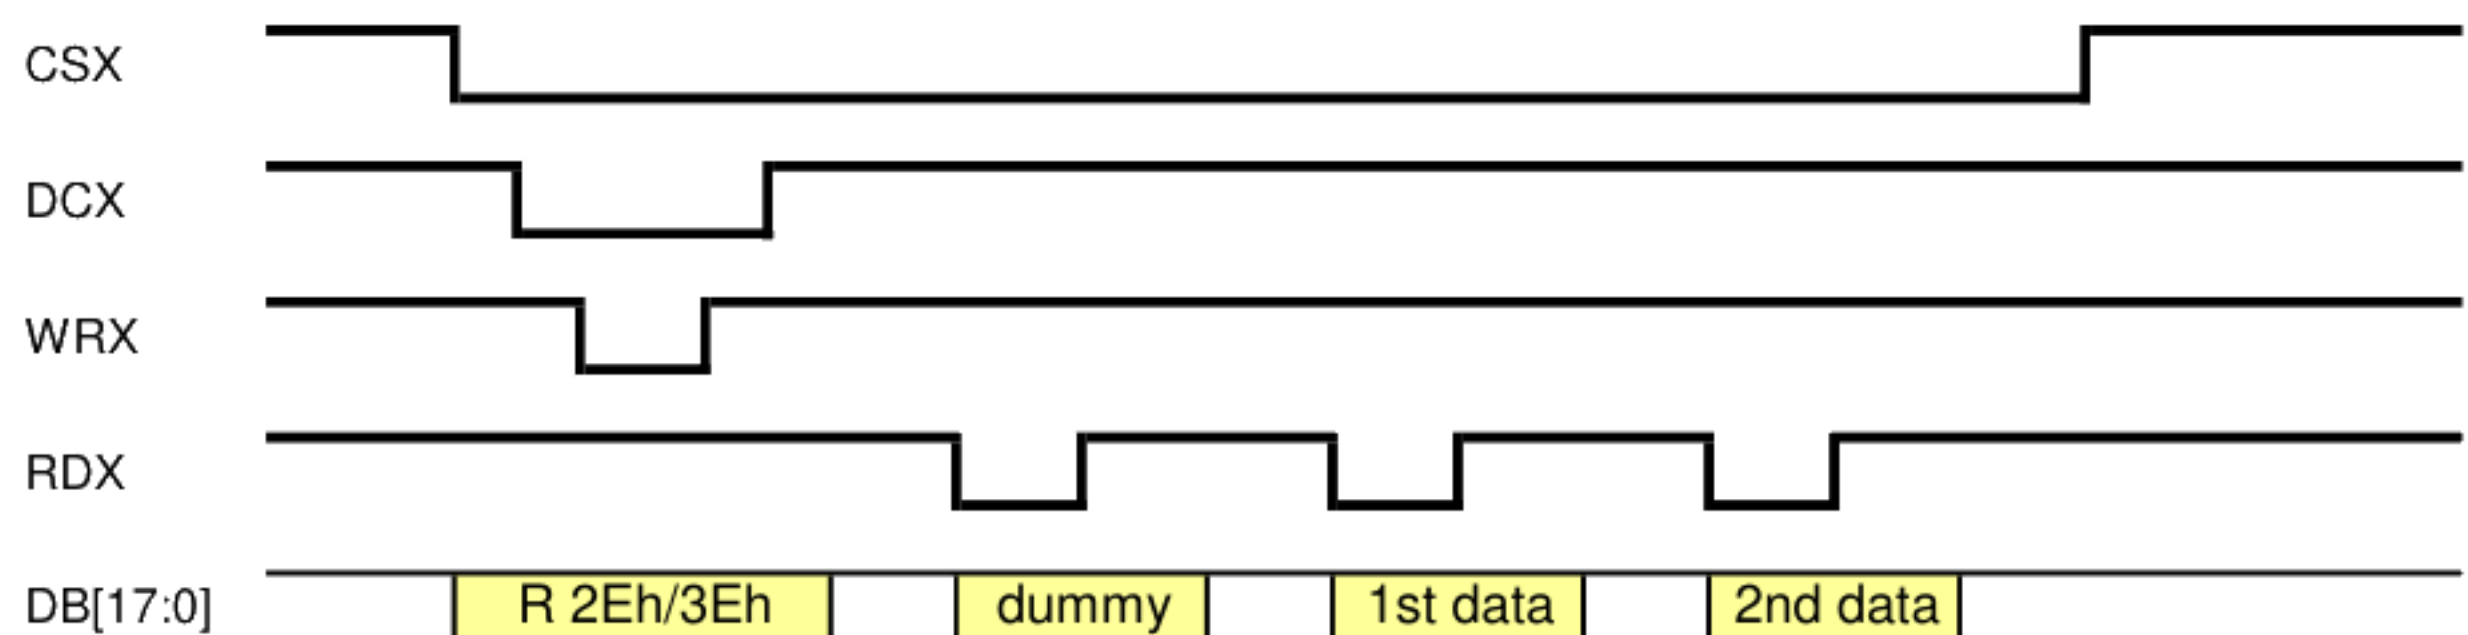 CSX
DCX
WRX
RDX
DB[17:0] R 2Eh/3Eh dummy 1st data 2nd data